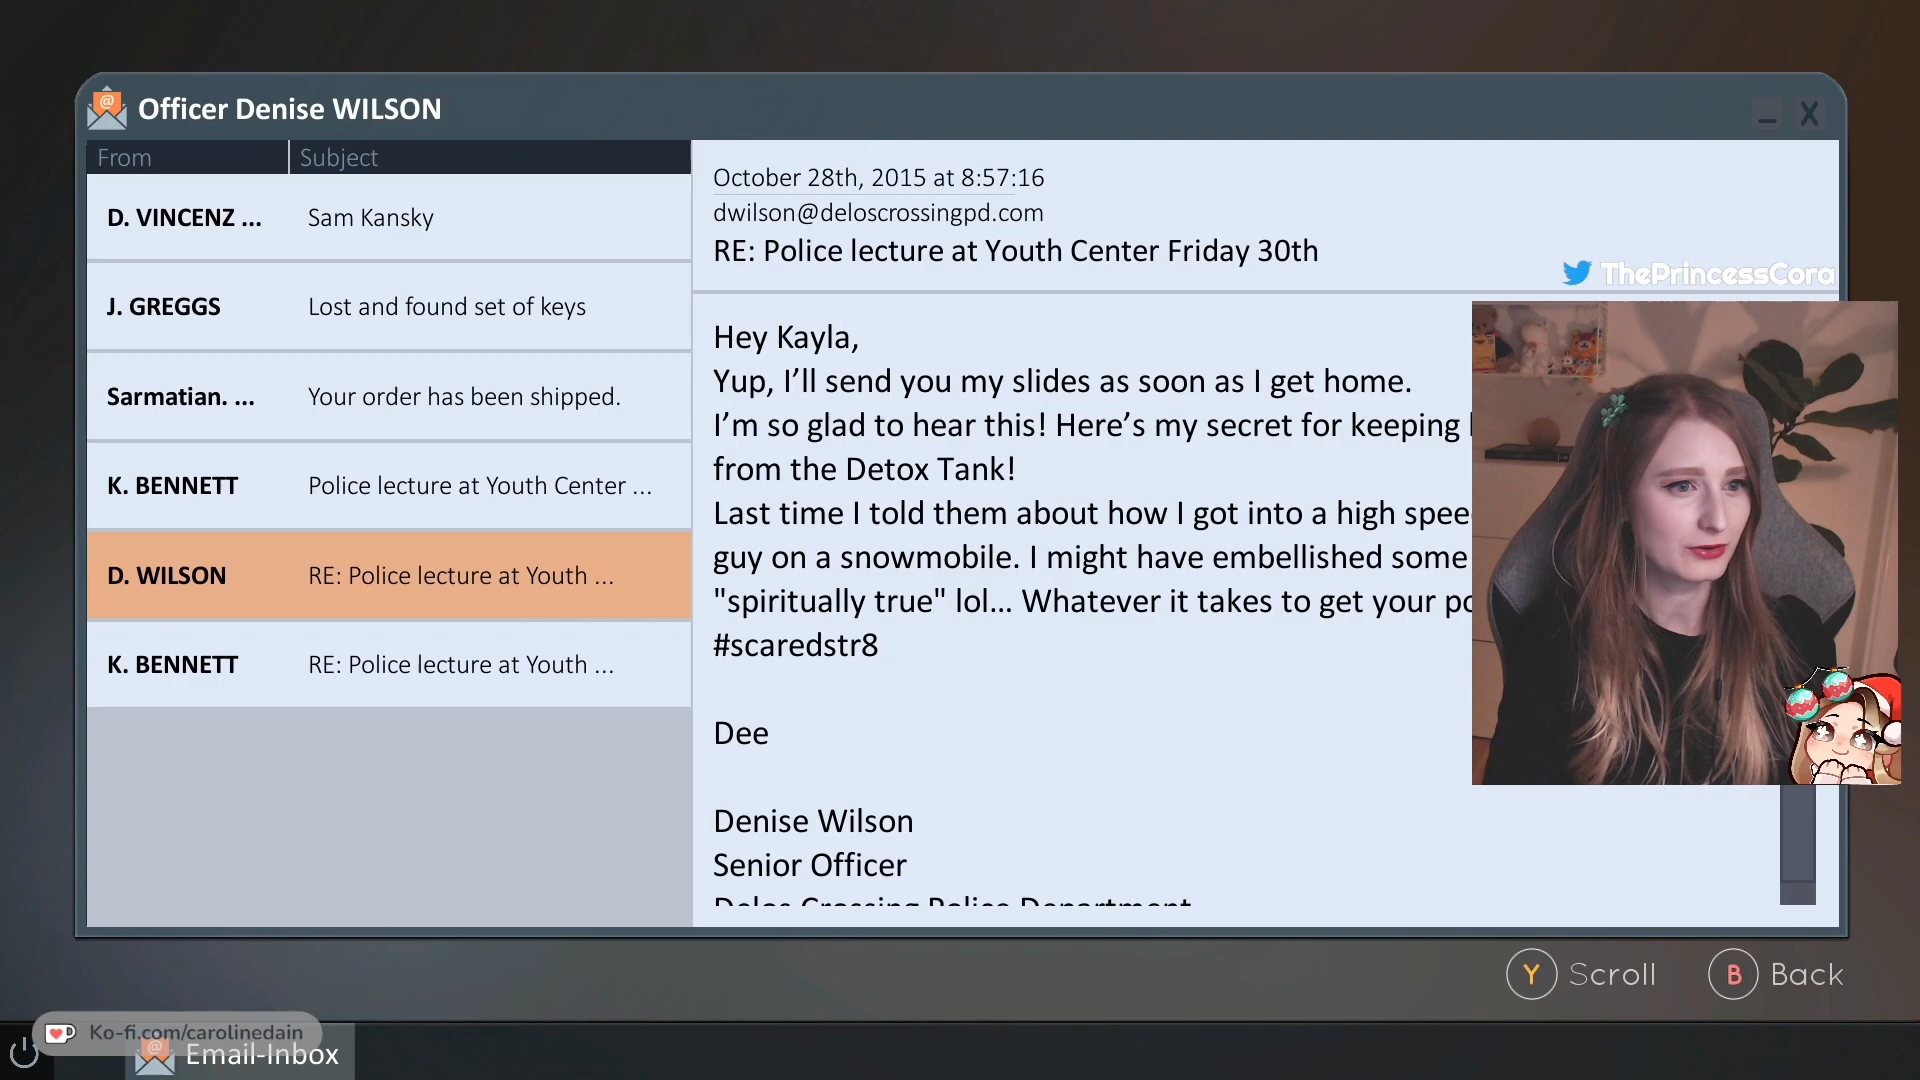 Officer Denise WILSON
From Subject
D. VINCENZ ... Sam Kansky
J. GREGGS Lost and found set of keys
Sarmatian. ... Your order has been shipped.
K. BENNETT Police lecture at Youth Center ...
D. WILSON RE: Police lecture at Youth ...
K. BENNETT RE: Police lecture at Youth ...
October 28th, 2015 at 8:57:16
dwilson@deloscrossingpd.com
RE: Police lecture at Youth Center Friday 30th
ThePrincessCora
Hey Kayla,
Yup, I’ll send you my slides as soon as I get home.
I’m so glad to hear this! Here’s my secret for keeping
from the Detox Tank!
Last time I told them about how I got into a high
guy on a snowmobile. I might have embellished some
"spiritually true" lol... Whatever it takes to get your
#scaredstr8
Dee
Denise Wilson
Senior Officer
Delos Crossing Police Department
Y Scroll B Back
Ko-fi.com/carolinedain
Email-Inbox